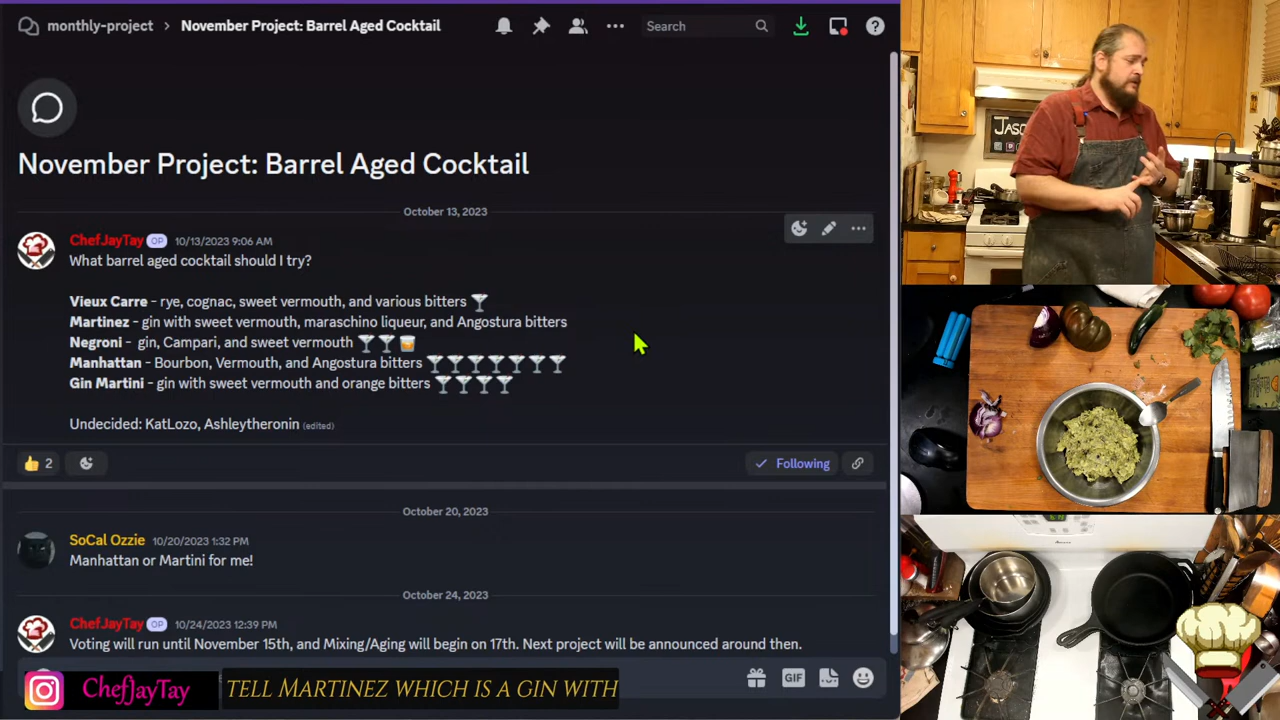 monthly-project > November Project: Barrel Aged Cocktail
Search
November Project: Barrel Aged Cocktail
October 13, 2023
ChefJayTay OP 10/13/2023 9:06 AM
What barrel aged cocktail should I try?
Vieux Carre - rye, cognac, sweet vermouth, and various bitters 🍸
Martinez - gin with sweet vermouth, maraschino liqueur, and Angostura bitters
Negroni - gin, Campari, and sweet vermouth 🍸🍸🥃
Manhattan - Bourbon, Vermouth, and Angostura bitters 🍸🍸🍸🍸🍸🍸🍸
Gin Martini - gin with sweet vermouth and orange bitters 🍸🍸🍸🍸
Undecided: KatLozo, Ashleytheronin (edited)
👍 2
Following
October 20, 2023
SoCal Ozzie 10/20/2023 1:32 PM
Manhattan or Martini for me!
October 24, 2023
ChefJayTay OP 10/24/2023 12:39 PM
Voting will run until November 15th, and Mixing/Aging will begin on 17th. Next project will be announced around then.
GIF
ChefJayTay
TELL MARTINEZ WHICH IS A GIN WITH